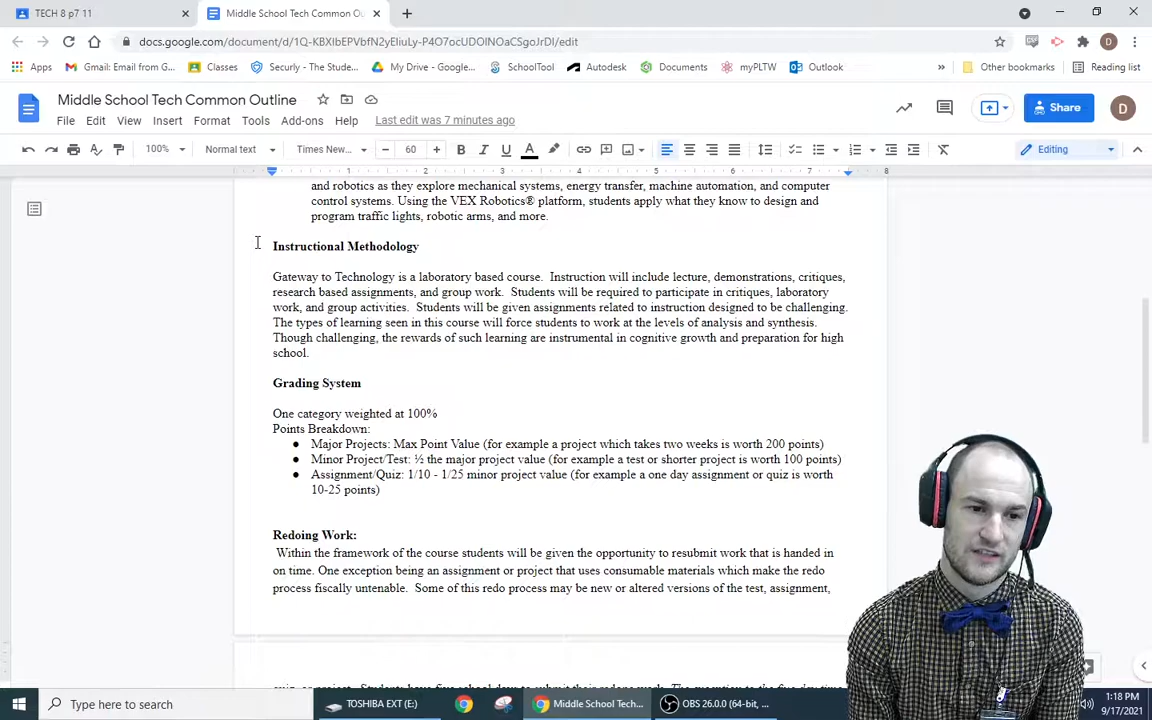 TECH 8 p7 11
Middle School Tech Common Ou
docs.google.com/document/d/1Q-KBXIbEPVbfN2yEIiuLy-P4O7ocUDOlNOaCSgoJrDI/edit
Apps
Gmail: Email from G...
Classes
Securly - The Stude...
My Drive - Google...
SchoolTool
Autodesk
Documents
myPLTW
Outlook
»
Other bookmarks
Reading list
Middle School Tech Common Outline
File Edit View Insert Format Tools Add-ons Help Last edit was 7 minutes ago
Share
D
100% Normal text Times New... 60 B I U A Editing
1 2 3 4 5 6 7 8
and robotics as they explore mechanical systems, energy transfer, machine automation, and computer
control systems. Using the VEX Robotics® platform, students apply what they know to design and
program traffic lights, robotic arms, and more.
Instructional Methodology
Gateway to Technology is a laboratory based course. Instruction will include lecture, demonstrations, critiques,
research based assignments, and group work. Students will be required to participate in critiques, laboratory
work, and group activities. Students will be given assignments related to instruction designed to be challenging.
The types of learning seen in this course will force students to work at the levels of analysis and synthesis.
Though challenging, the rewards of such learning are instrumental in cognitive growth and preparation for high
school.
Grading System
One category weighted at 100%
Points Breakdown:
● Major Projects: Max Point Value (for example a project which takes two weeks is worth 200 points)
● Minor Project/Test: ½ the major project value (for example a test or shorter project is worth 100 points)
● Assignment/Quiz: 1/10 - 1/25 minor project value (for example a one day assignment or quiz is worth
10-25 points)
Redoing Work:
Within the framework of the course students will be given the opportunity to resubmit work that is handed in
on time. One exception being an assignment or project that uses consumable materials which make the redo
process fiscally untenable. Some of this redo process may be new or altered versions of the test, assignment,
Type here to search
TOSHIBA EXT (E:)
Middle School Tech...
OBS 26.0.0 (64-bit, ...
1:18 PM
9/17/2021